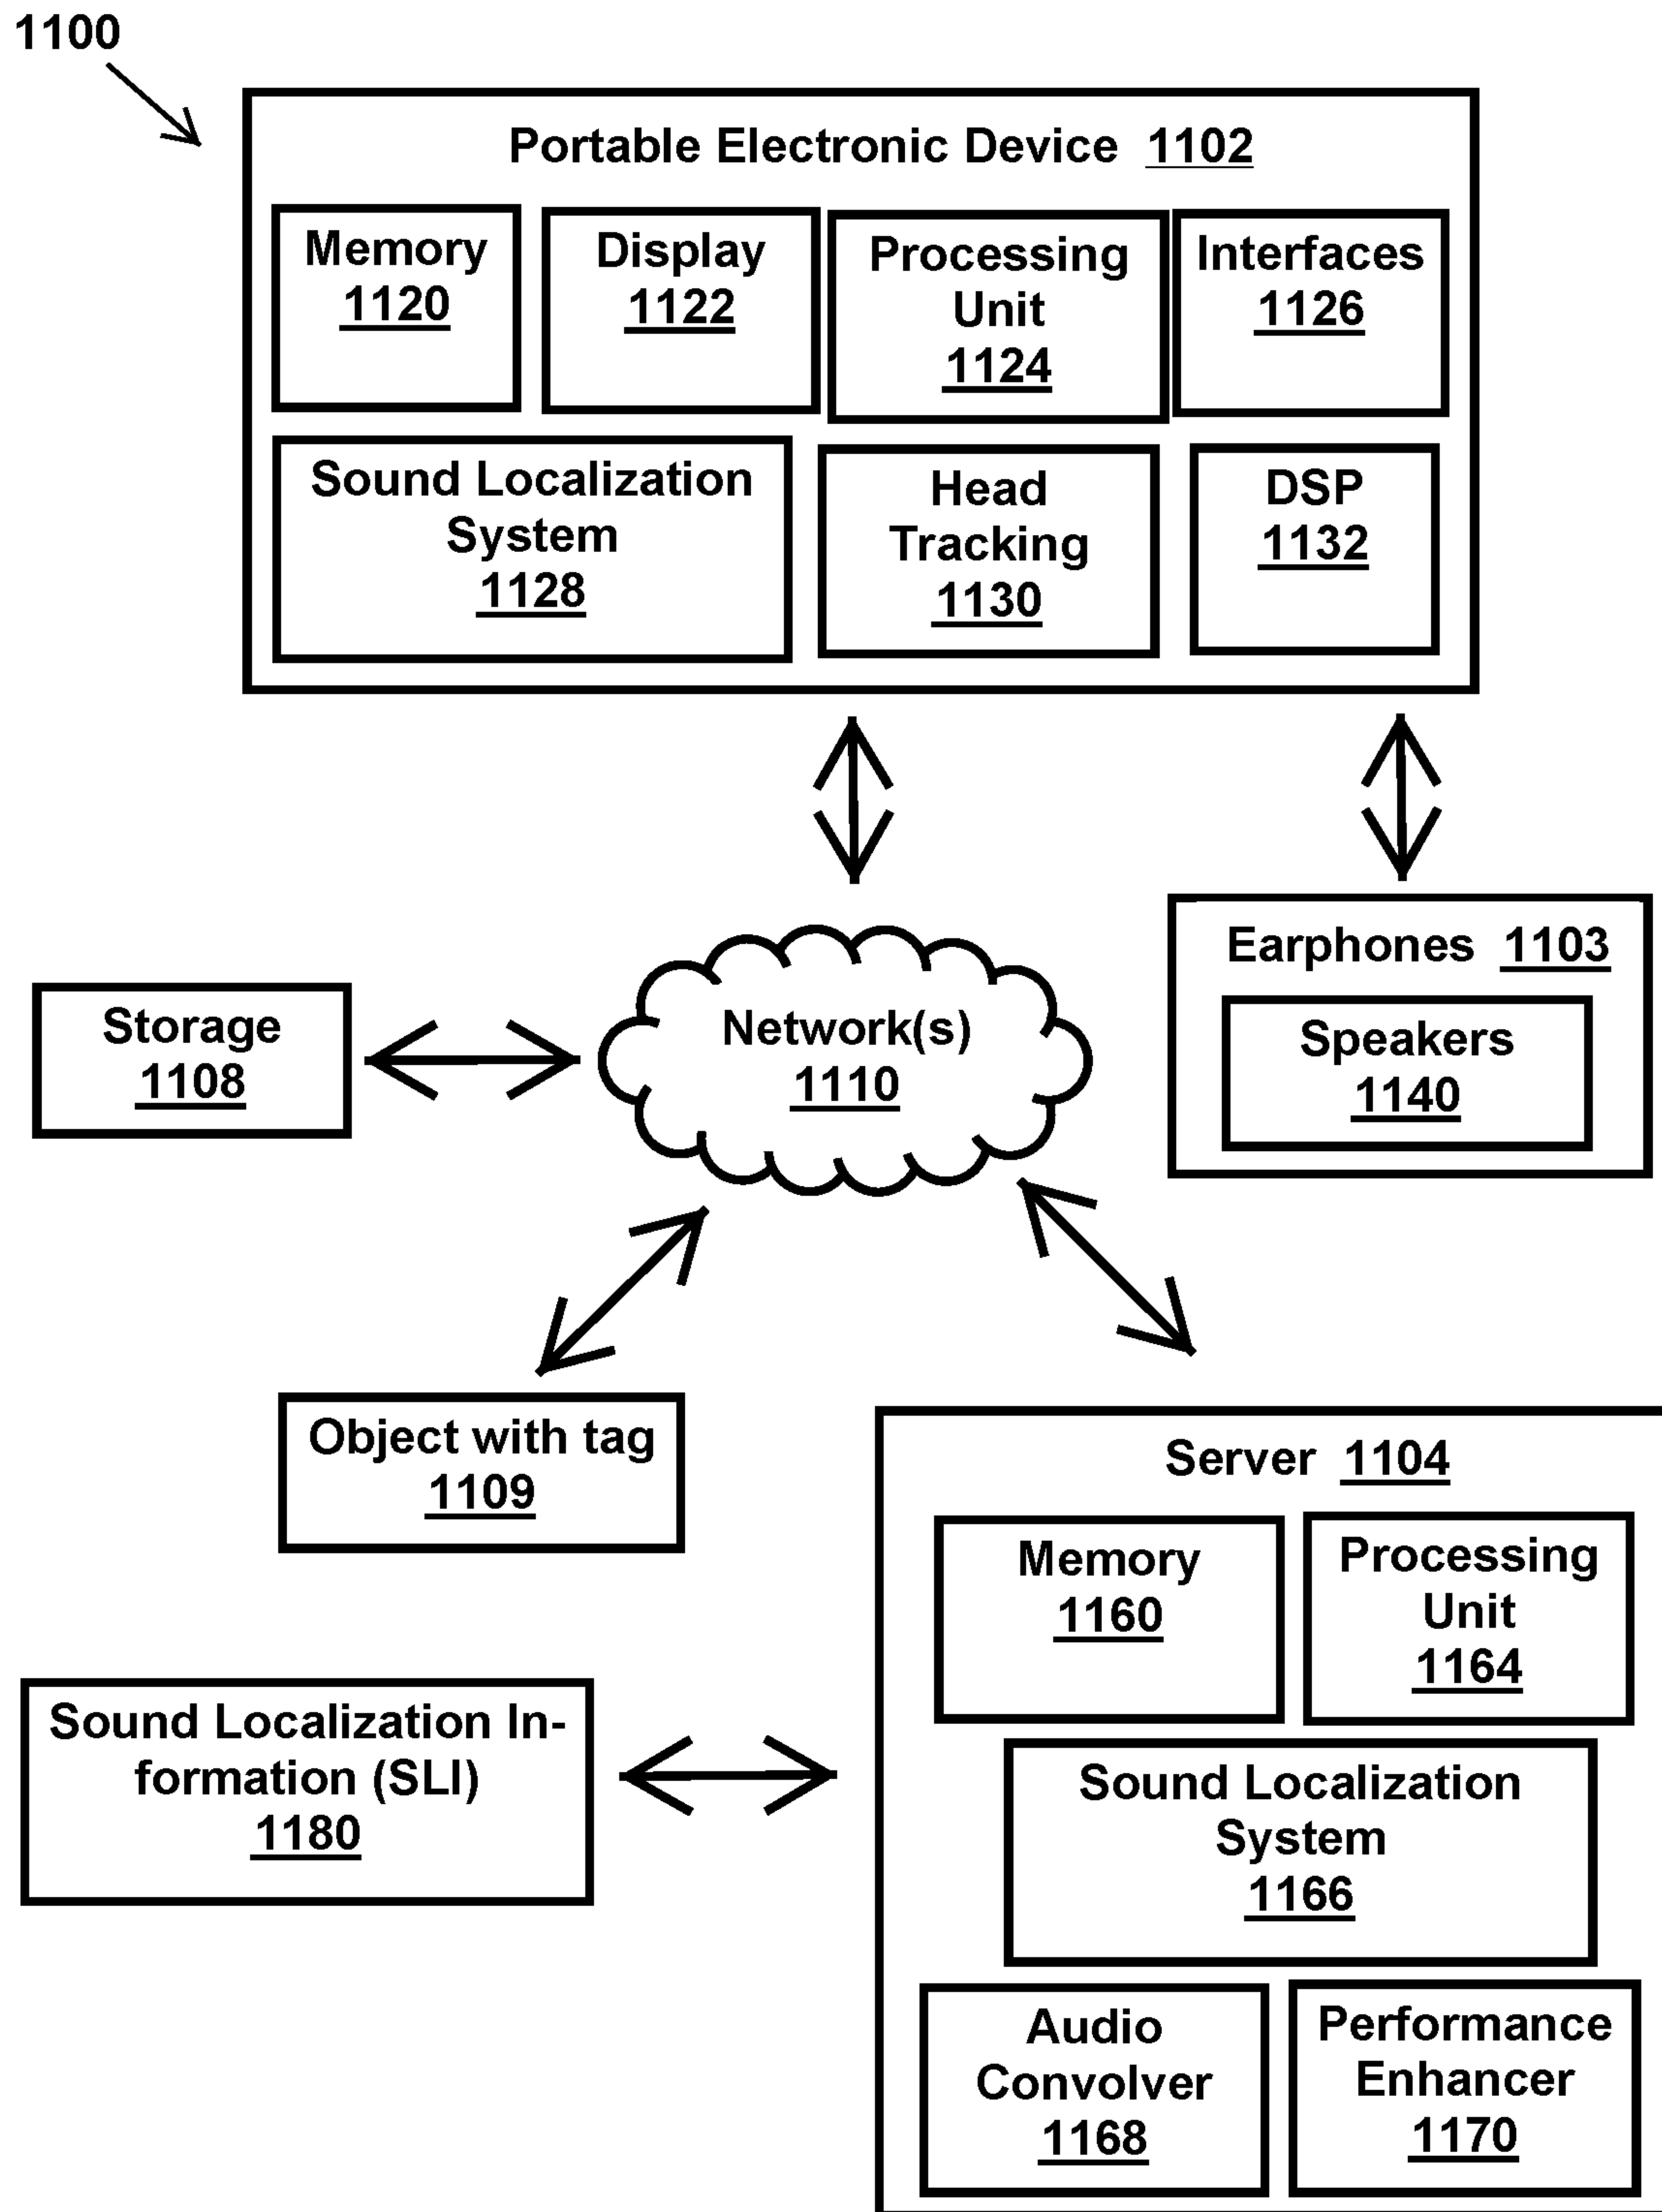 1100
Portable Electronic Device 1102
Memory
1120
Display
1122
Processing
Unit
1124
Interfaces
1126
Sound Localization
System
1128
Head
Tracking
1130
DSP
1132
Storage
1108
Network(s)
1110
Earphones 1103
Speakers
1140
Object with tag
1109
Server 1104
Memory
1160
Processing
Unit
1164
Sound Localization In-
formation (SLI)
1180
Sound Localization
System
1166
Audio
Convolver
1168
Performance
Enhancer
1170